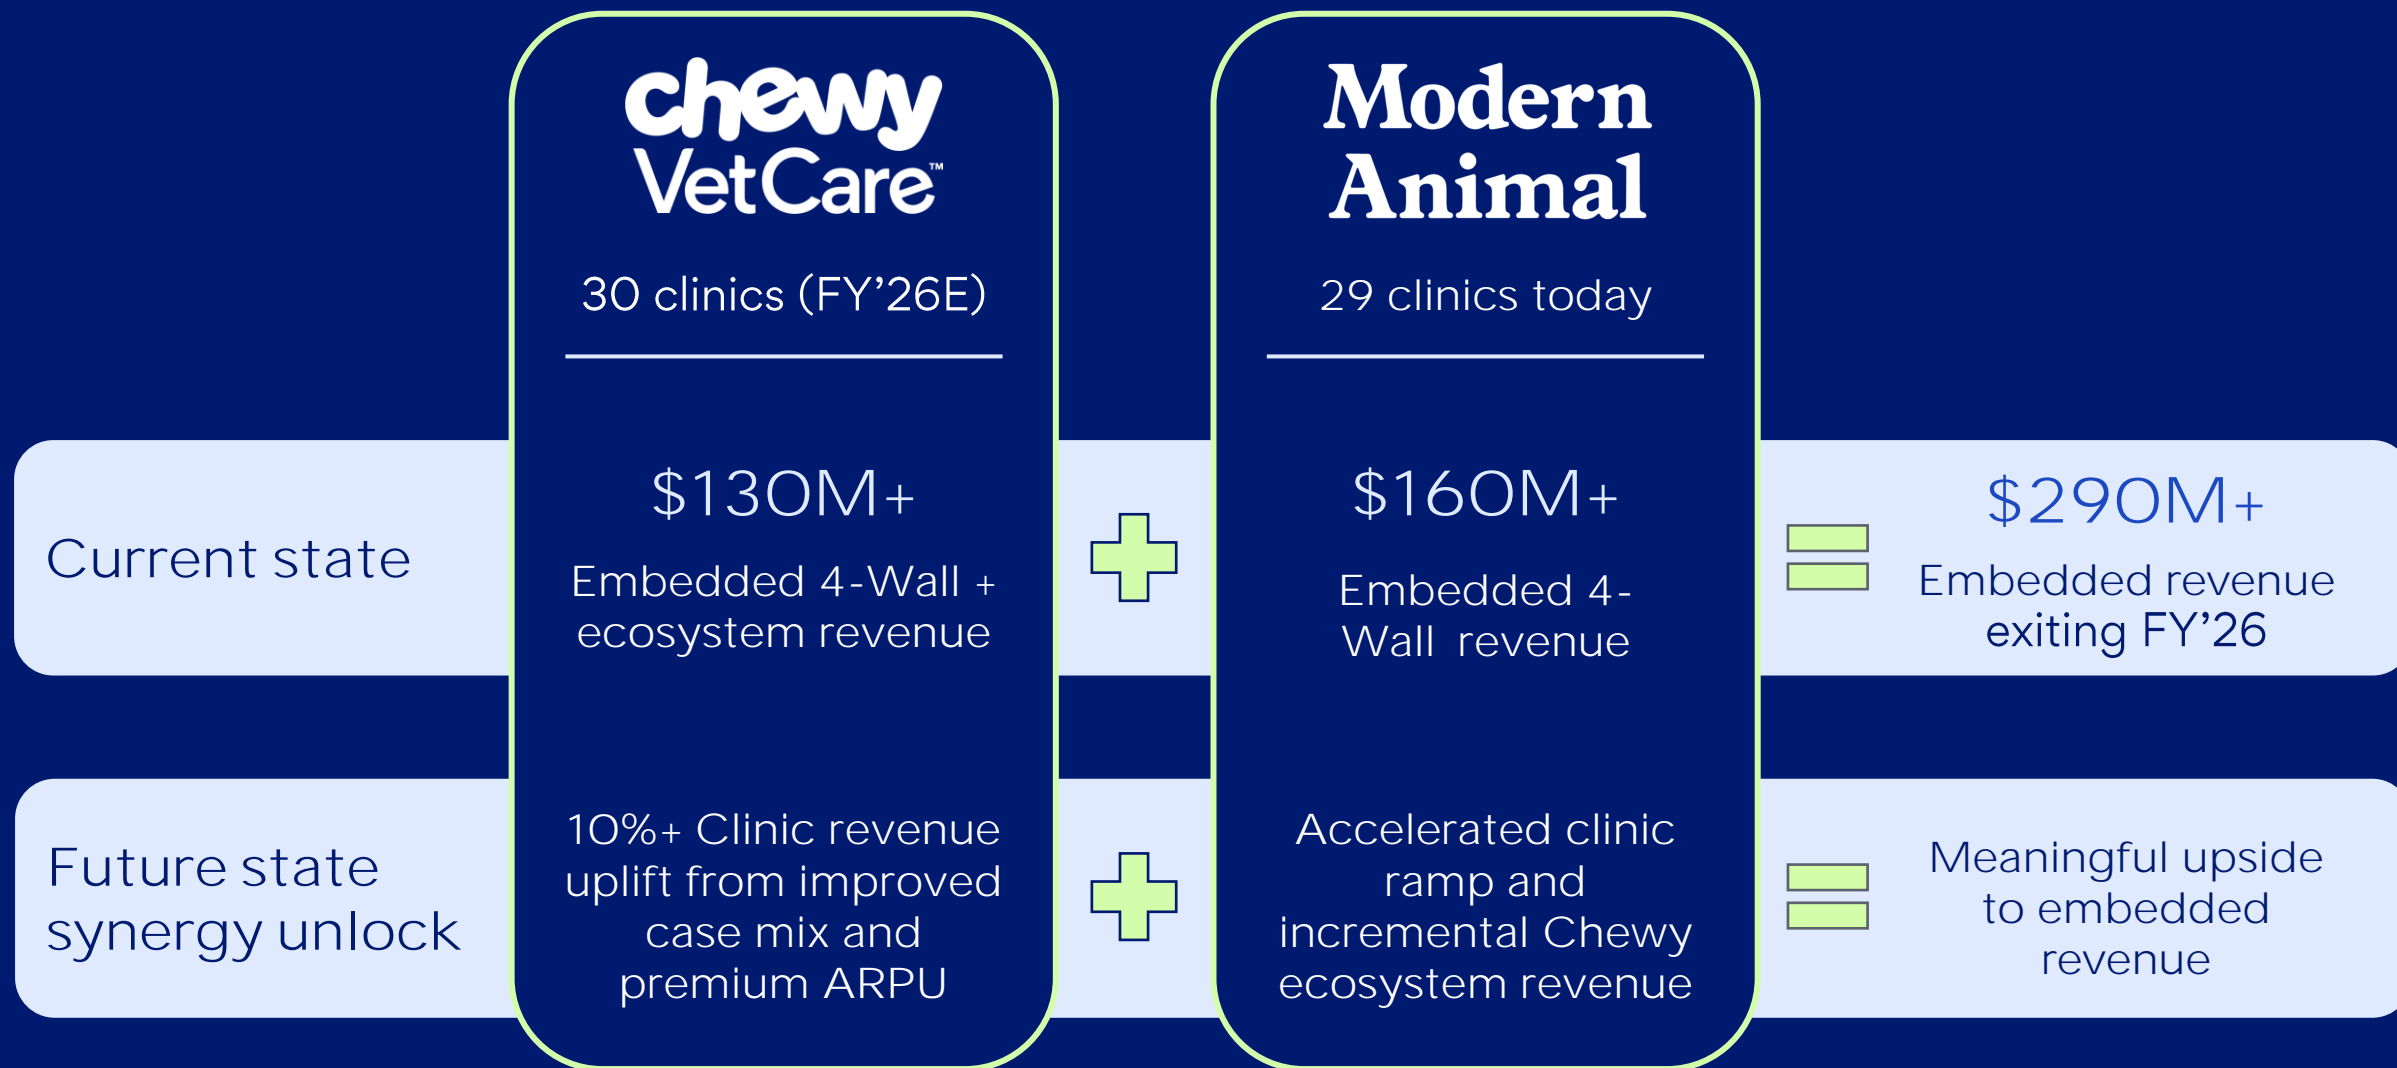 chewy
VetCare™
30 clinics (FY’26E)
Modern
Animal
29 clinics today
Current state
$130M+
Embedded 4-Wall +
ecosystem revenue
$160M+
Embedded 4-
Wall revenue
$290M+
Embedded revenue
exiting FY’26
Future state
synergy unlock
10%+ Clinic revenue
uplift from improved
case mix and
premium ARPU
Accelerated clinic
ramp and
incremental Chewy
ecosystem revenue
Meaningful upside
to embedded
revenue